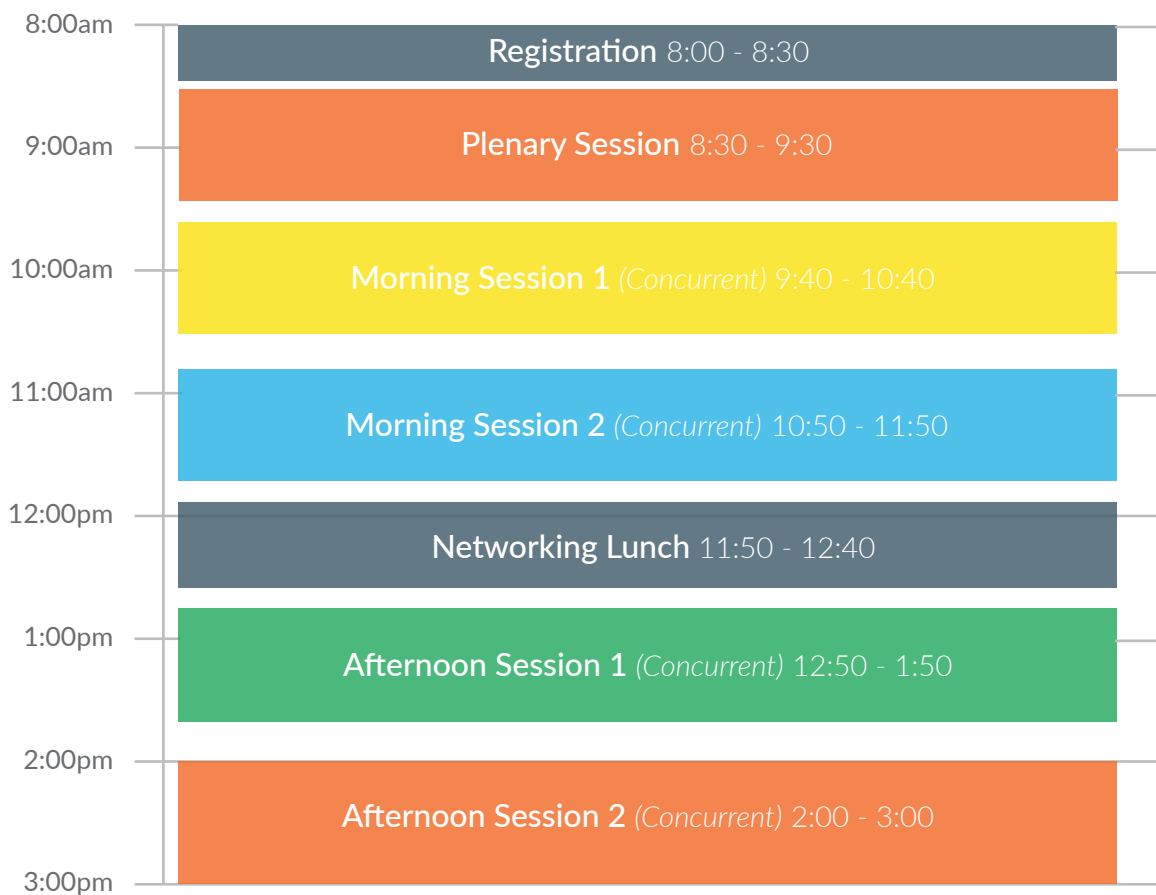 8:00am
Registration 8:00 - 8:30
9:00am
Plenary Session 8:30 - 9:30
10:00am
Morning Session 1 (Concurrent) 9:40 - 10:40
11:00am
Morning Session 2 (Concurrent) 10:50 - 11:50
12:00pm
Networking Lunch 11:50 - 12:40
1:00pm
Afternoon Session 1 (Concurrent) 12:50 - 1:50
2:00pm
Afternoon Session 2 (Concurrent) 2:00 - 3:00
3:00pm